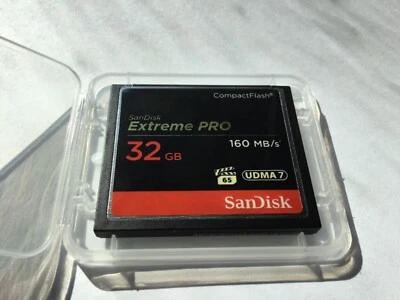 CompactFlash®
SanDisk
Extreme PRO
32 GB
160 MB/s
65
UDMA 7
SanDisk